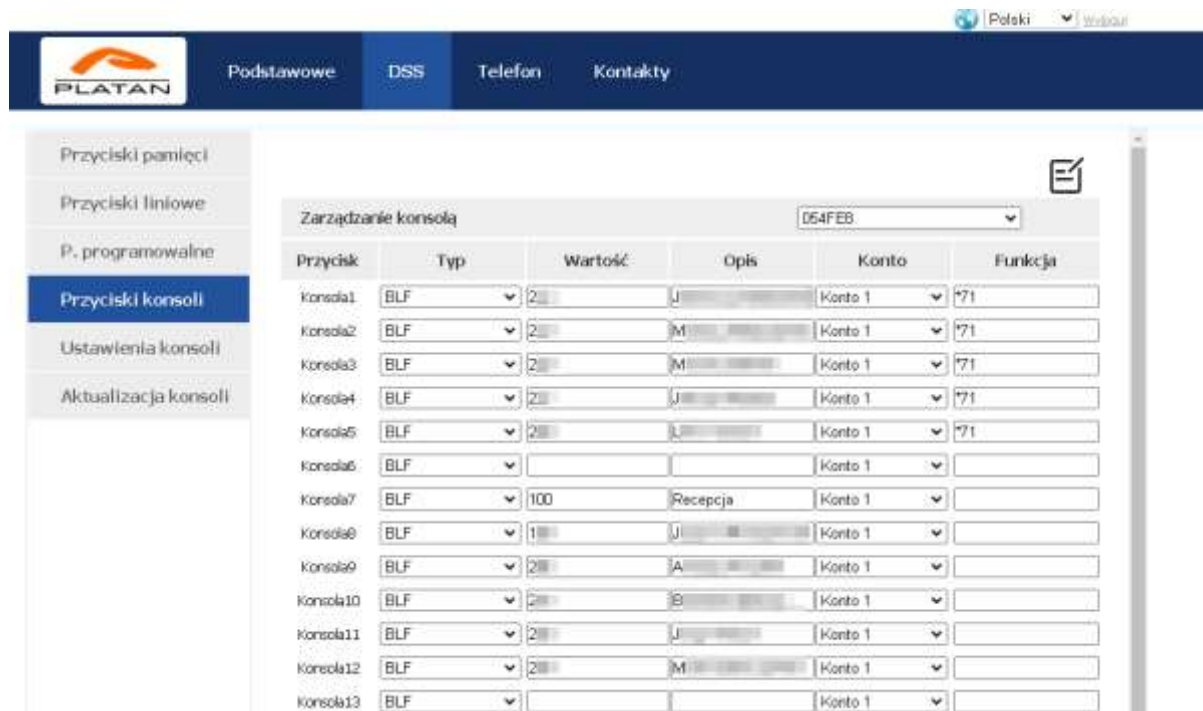 Polski Wyloguj
PLATAN
Podstawowe DSS Telefon Kontakty
Przyciski pamięci
Przyciski liniowe
P. programowalne
Przyciski konsoli
Ustawienia konsoli
Aktualizacja konsoli
Zarządzanie konsolą 054FEB
Przycisk Typ Wartość Opis Konto Funkcja
Konsola1 BLF 2 J Konto 1 *71
Konsola2 BLF 2 M Konto 1 *71
Konsola3 BLF 2 M Konto 1 *71
Konsola4 BLF 2 J Konto 1 *71
Konsola5 BLF 2 L Konto 1 *71
Konsola6 BLF Konto 1
Konsola7 BLF 100 Recepcja Konto 1
Konsola8 BLF 1 J Konto 1
Konsola9 BLF 2 A Konto 1
Konsola10 BLF 2 B Konto 1
Konsola11 BLF 2 J Konto 1
Konsola12 BLF 2 M Konto 1
Konsola13 BLF Konto 1